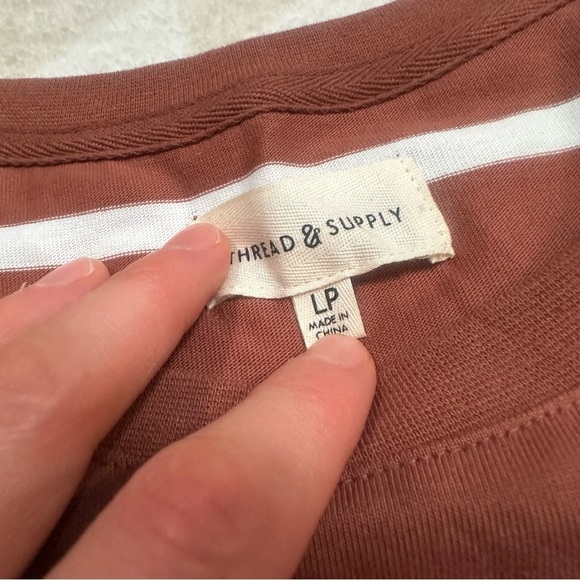 THREAD & SUPPLY
LP
MADE IN
CHINA